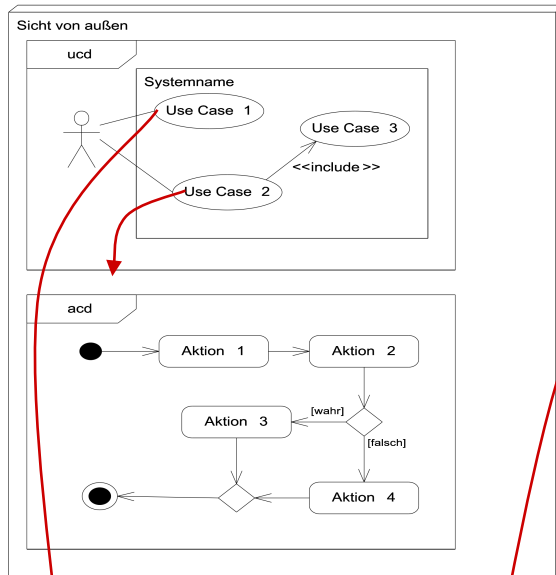 Sicht von außen
ucd
Systemname
Use Case 1
Use Case 3
<<include>>
Use Case 2
acd
Aktion 1
Aktion 2
[wahr]
Aktion 3
[falsch]
Aktion 4